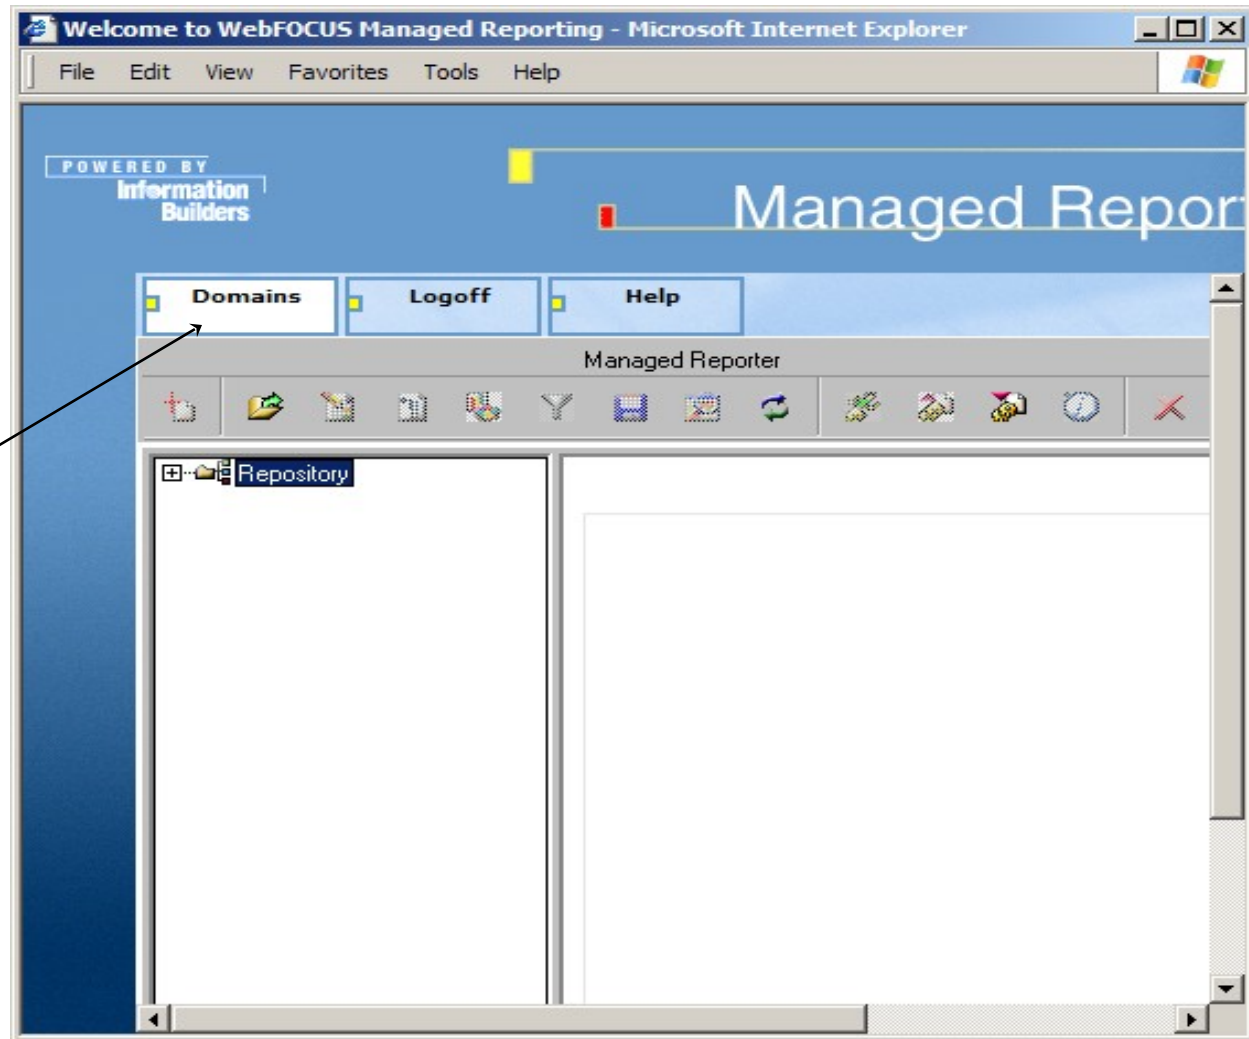 Welcome to WebFOCUS Managed Reporting - Microsoft Internet Explorer
File Edit View Favorites Tools Help
POWERED BY
Information
Builders
Managed Repor
Domains Logoff Help
Managed Reporter
Repository